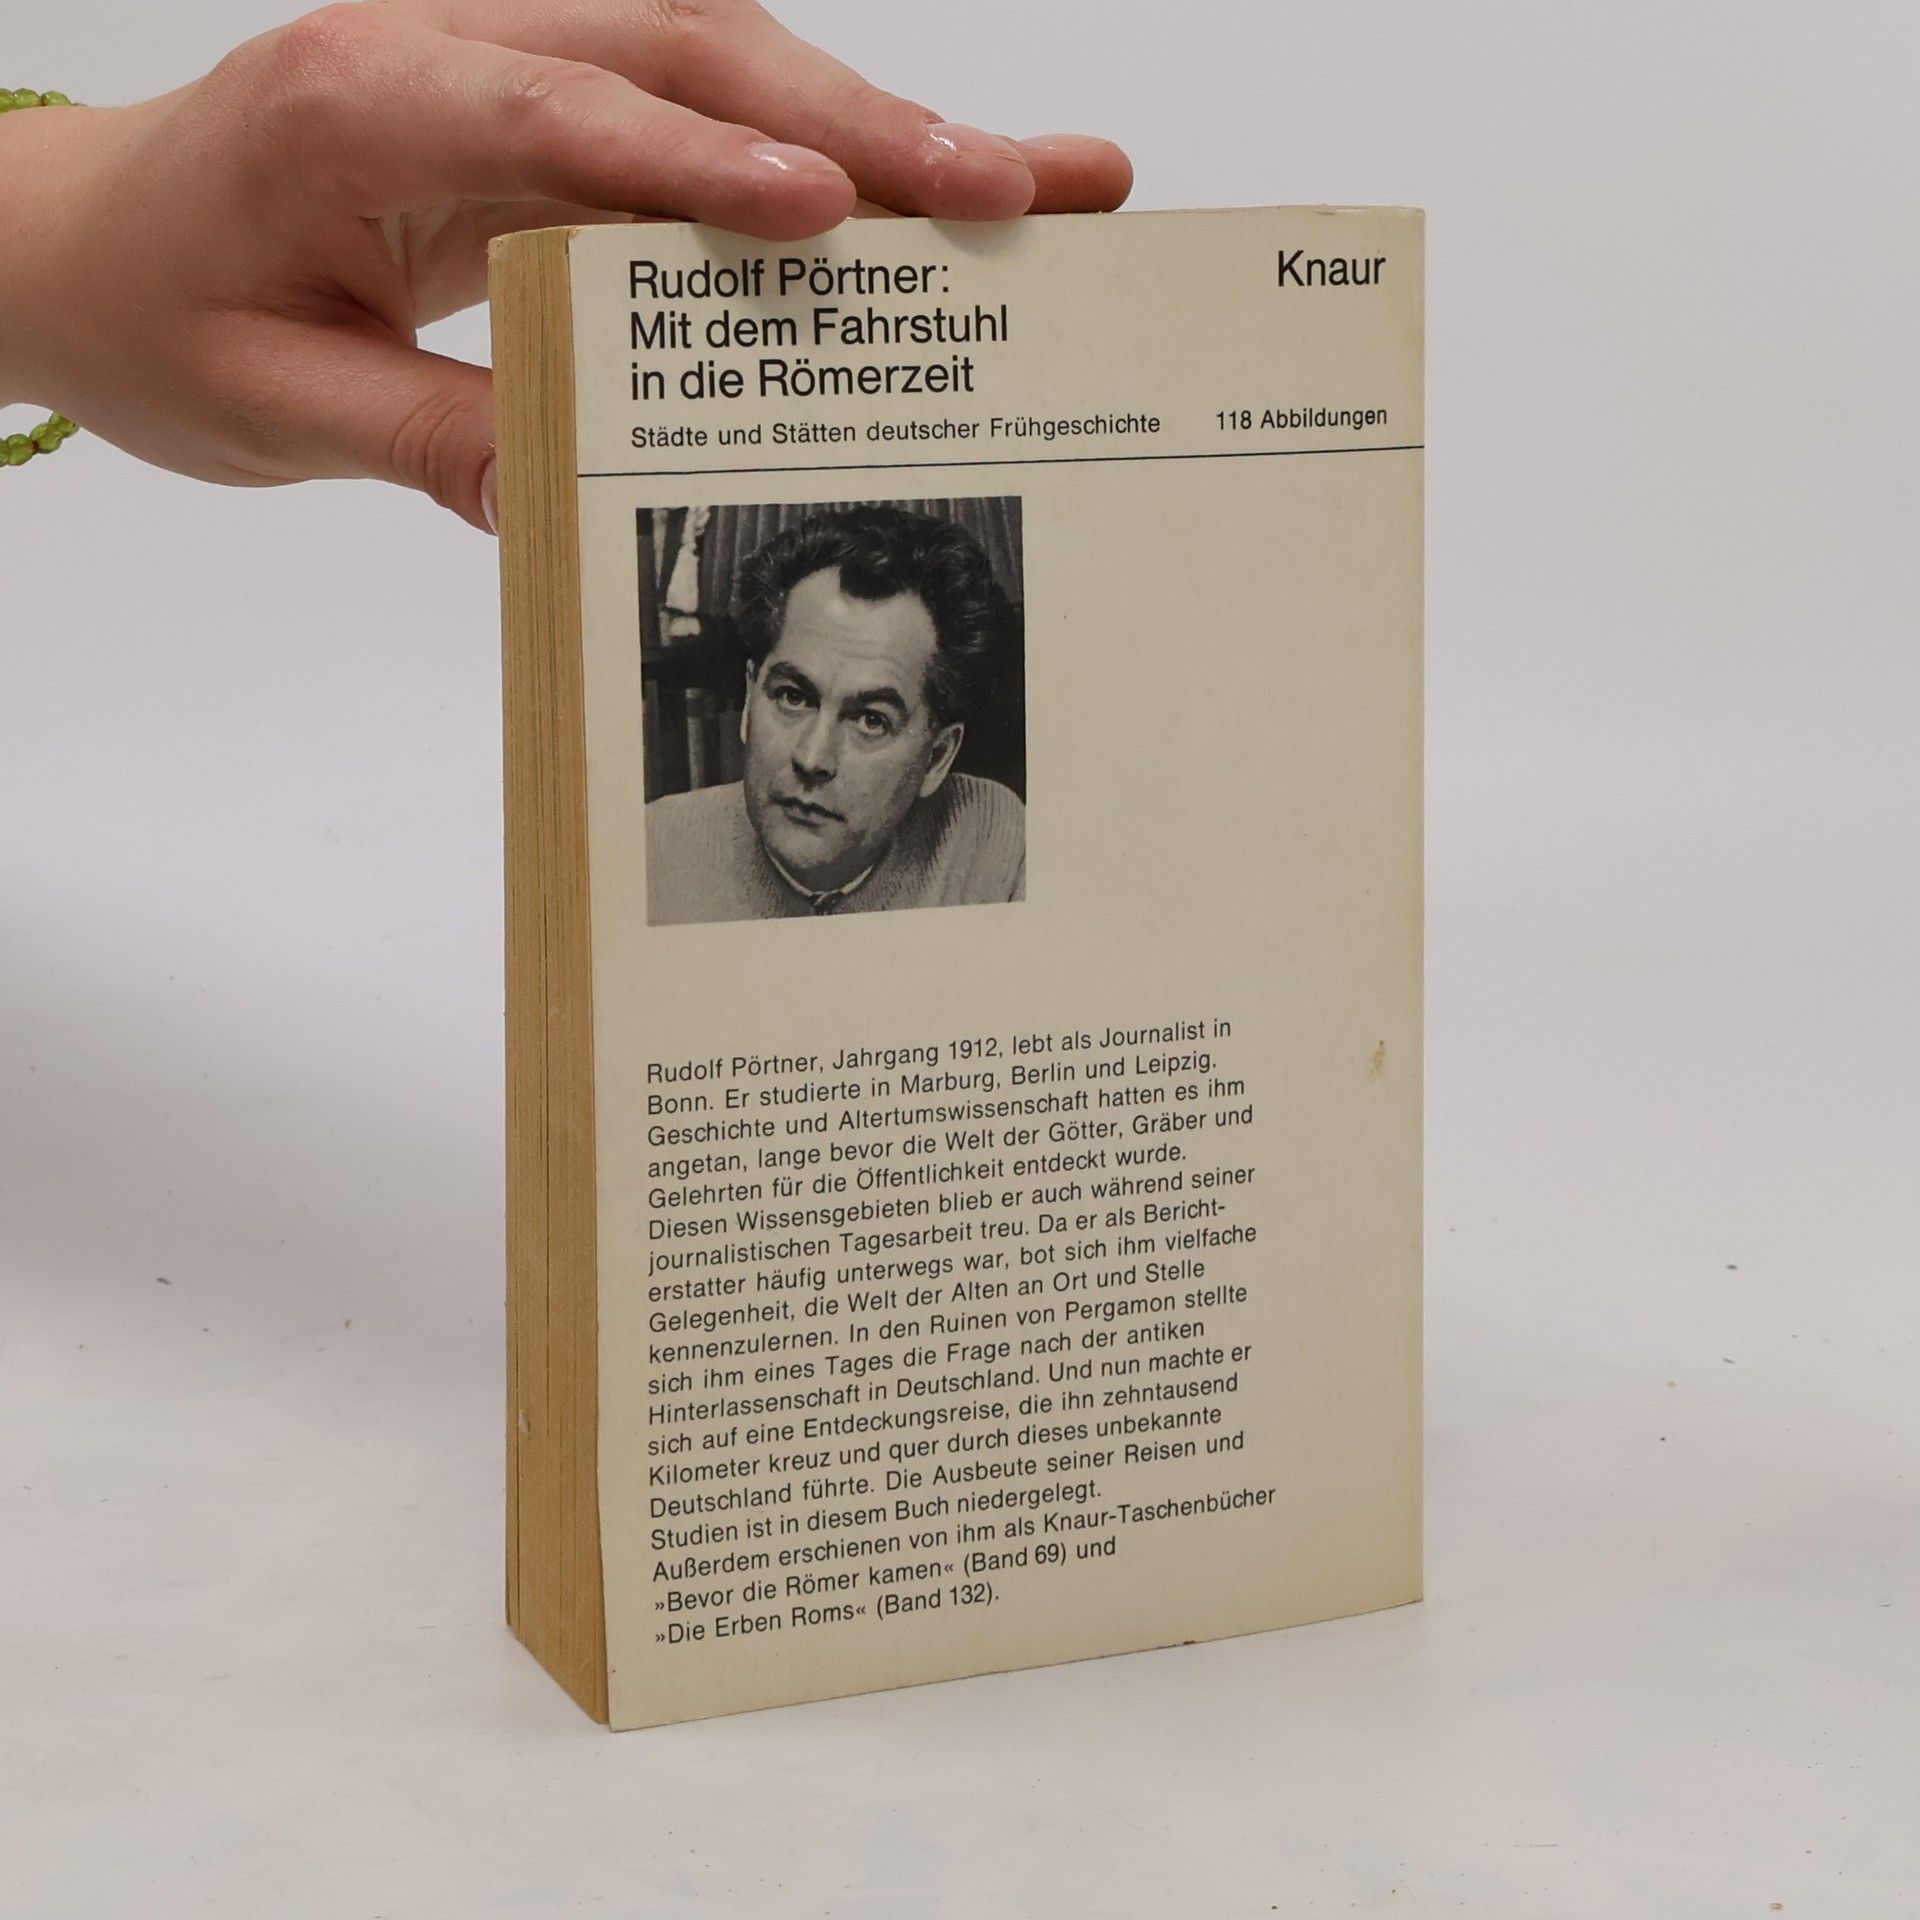 Rudolf Pörtner:
Mit dem Fahrstuhl
in die Römerzeit
Knaur
Städte und Stätten deutscher Frühgeschichte
118 Abbildungen
Rudolf Pörtner, Jahrgang 1912, lebt als Journalist in
Bonn. Er studierte in Marburg, Berlin und Leipzig.
Geschichte und Altertumswissenschaft hatten es ihm
angetan, lange bevor die Welt der Götter, Gräber und
Gelehrten für die Öffentlichkeit entdeckt wurde.
Diesen Wissensgebieten blieb er auch während seiner
journalistischen Tagesarbeit treu. Da er als Bericht-
erstatter häufig unterwegs war, bot sich ihm vielfache
Gelegenheit, die Welt der Alten an Ort und Stelle
kennenzulernen. In den Ruinen von Pergamon stellte
sich ihm eines Tages die Frage nach der antiken
Hinterlassenschaft in Deutschland. Und nun machte er
sich auf eine Entdeckungsreise, die ihn zehntausend
Kilometer kreuz und quer durch dieses unbekannte
Deutschland führte. Die Ausbeute seiner Reisen und
Studien ist in diesem Buch niedergelegt.
Außerdem erschienen von ihm als Knaur-Taschenbücher
»Bevor die Römer kamen« (Band 69) und
»Die Erben Roms« (Band 132).